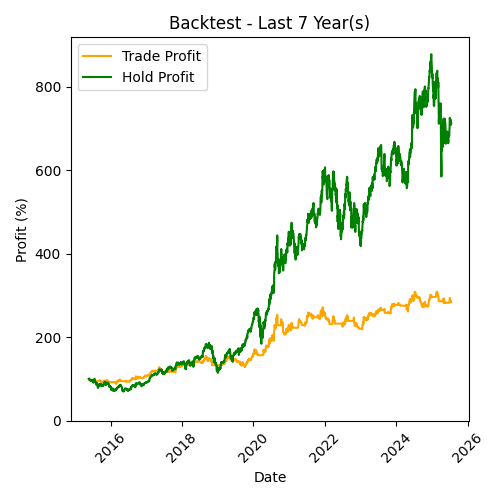 Backtest - Last 7 Year(s)
Trade Profit
Hold Profit
Profit (%)
800
600
400
200
0
2016
2018
2020
2022
2024
2026
Date